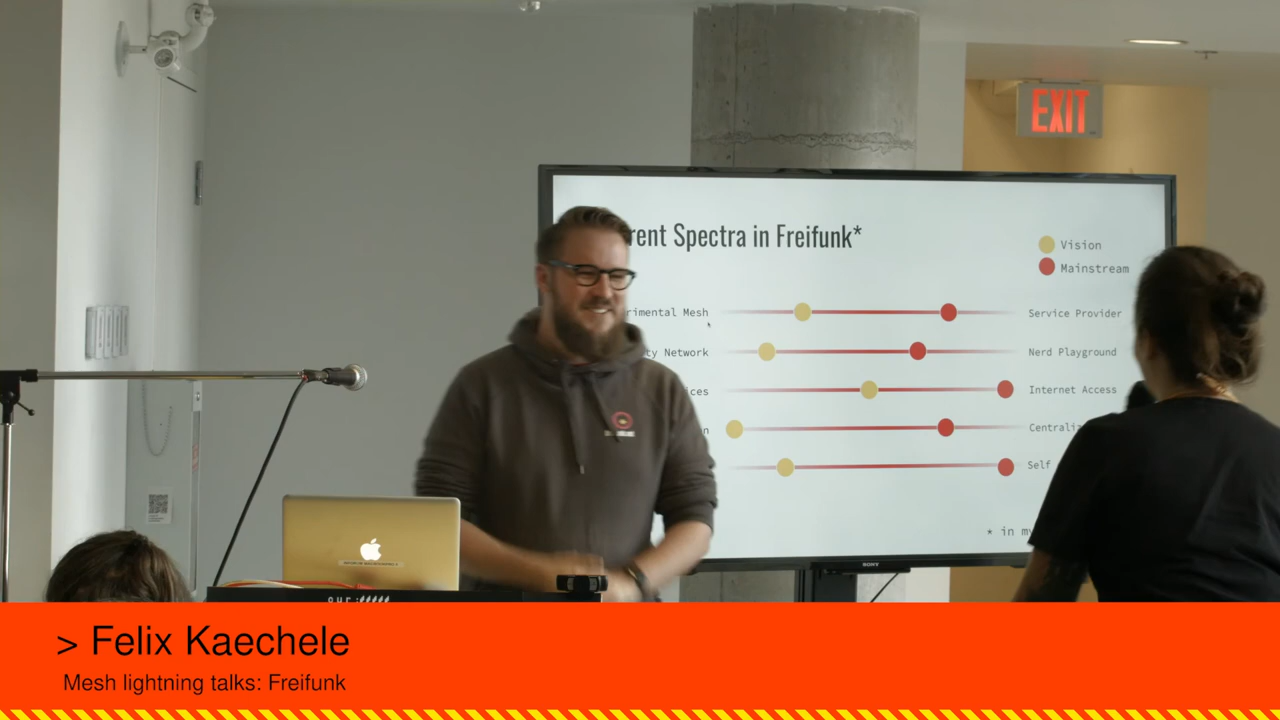 EXIT
rent Spectra in Freifunk*
Vision
Mainstream
rimental Mesh
Service Provider
ty Network
Nerd Playground
ices
Internet Access
n
Centraliz
Self
* in my
SONY
> Felix Kaechele
Mesh lightning talks: Freifunk